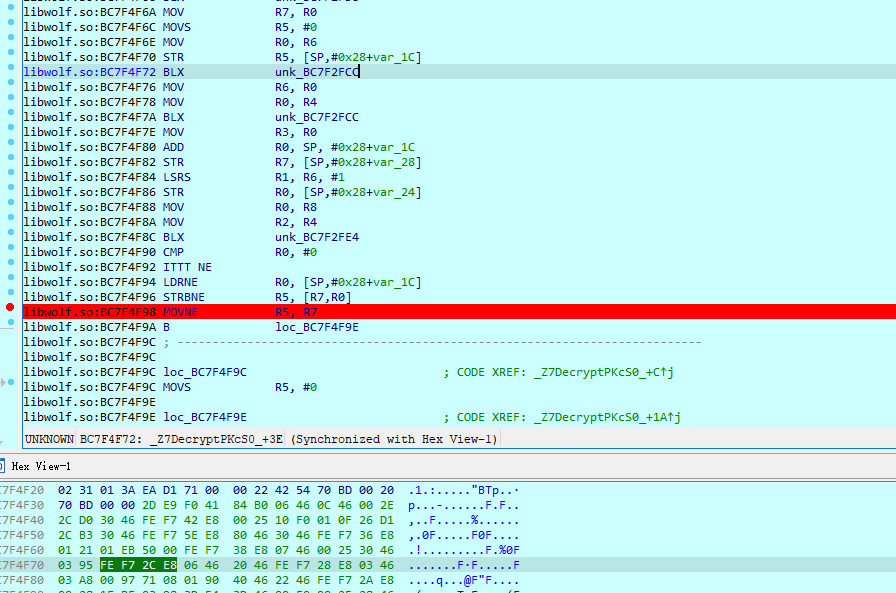 libwolf.so:BC7F4F6A MOV R7, R0
libwolf.so:BC7F4F6C MOVS R5, #0
libwolf.so:BC7F4F6E MOV R0, R6
libwolf.so:BC7F4F70 STR R5, [SP,#0x28+var_1C]
libwolf.so:BC7F4F72 BLX unk_BC7F2FCC
libwolf.so:BC7F4F76 MOV R6, R0
libwolf.so:BC7F4F78 MOV R0, R4
libwolf.so:BC7F4F7A BLX unk_BC7F2FCC
libwolf.so:BC7F4F7E MOV R3, R0
libwolf.so:BC7F4F80 ADD R0, SP, #0x28+var_1C
libwolf.so:BC7F4F82 STR R7, [SP,#0x28+var_28]
libwolf.so:BC7F4F84 LSRS R1, R6, #1
libwolf.so:BC7F4F86 STR R0, [SP,#0x28+var_24]
libwolf.so:BC7F4F88 MOV R0, R8
libwolf.so:BC7F4F8A MOV R2, R4
libwolf.so:BC7F4F8C BLX unk_BC7F2FE4
libwolf.so:BC7F4F90 CMP R0, #0
libwolf.so:BC7F4F92 ITTT NE
libwolf.so:BC7F4F94 LDRNE R0, [SP,#0x28+var_1C]
libwolf.so:BC7F4F96 STRBNE R5, [R7,R0]
libwolf.so:BC7F4F98 MOVNE R5, R7
libwolf.so:BC7F4F9A B loc_BC7F4F9E
libwolf.so:BC7F4F9C ; ---------------------------------------------------------------------------
libwolf.so:BC7F4F9C
libwolf.so:BC7F4F9C loc_BC7F4F9C ; CODE XREF: _Z7DecryptPKcS0_+C↑j
libwolf.so:BC7F4F9C MOVS R5, #0
libwolf.so:BC7F4F9E
libwolf.so:BC7F4F9E loc_BC7F4F9E ; CODE XREF: _Z7DecryptPKcS0_+1A↑j
UNKNOWN BC7F4F72: _Z7DecryptPKcS0_+3E (Synchronized with Hex View-1)
Hex View-1
C7F4F20 02 31 01 3A EA D1 71 00 00 22 42 54 70 BD 00 20 .1.:....."BTp..·
C7F4F30 70 BD 00 00 2D E9 F0 41 84 B0 06 46 0C 46 00 2E p...-......F.F..
C7F4F40 2C D0 30 46 FE F7 42 E8 00 25 10 F0 01 0F 26 D1 ,..F.....%......
C7F4F50 2C B3 30 46 FE F7 5E E8 80 46 30 46 FE F7 36 E8 ,.0F.....F0F....
C7F4F60 01 21 01 EB 50 00 FE F7 38 E8 07 46 00 25 30 46 .!.........F.%0F
C7F4F70 03 95 FE F7 2C E8 06 46 20 46 FE F7 28 E8 03 46 .......F·F.....F
C7F4F80 03 A8 00 97 71 08 01 90 40 46 22 46 FE F7 2A E8 ....q...@F"F....